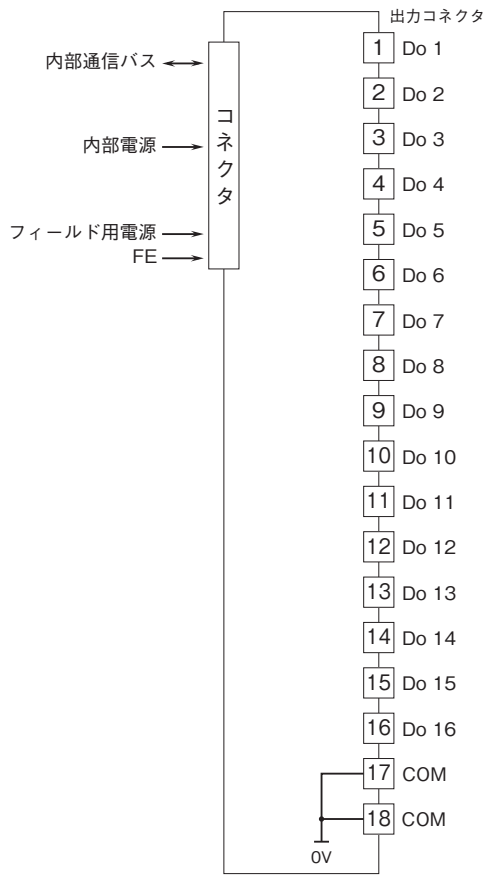 出力コネクタ
内部通信バス
内部電源
フィールド用電源
FE
コネクタ
1 Do 1
2 Do 2
3 Do 3
4 Do 4
5 Do 5
6 Do 6
7 Do 7
8 Do 8
9 Do 9
10 Do 10
11 Do 11
12 Do 12
13 Do 13
14 Do 14
15 Do 15
16 Do 16
17 COM
18 COM
0V